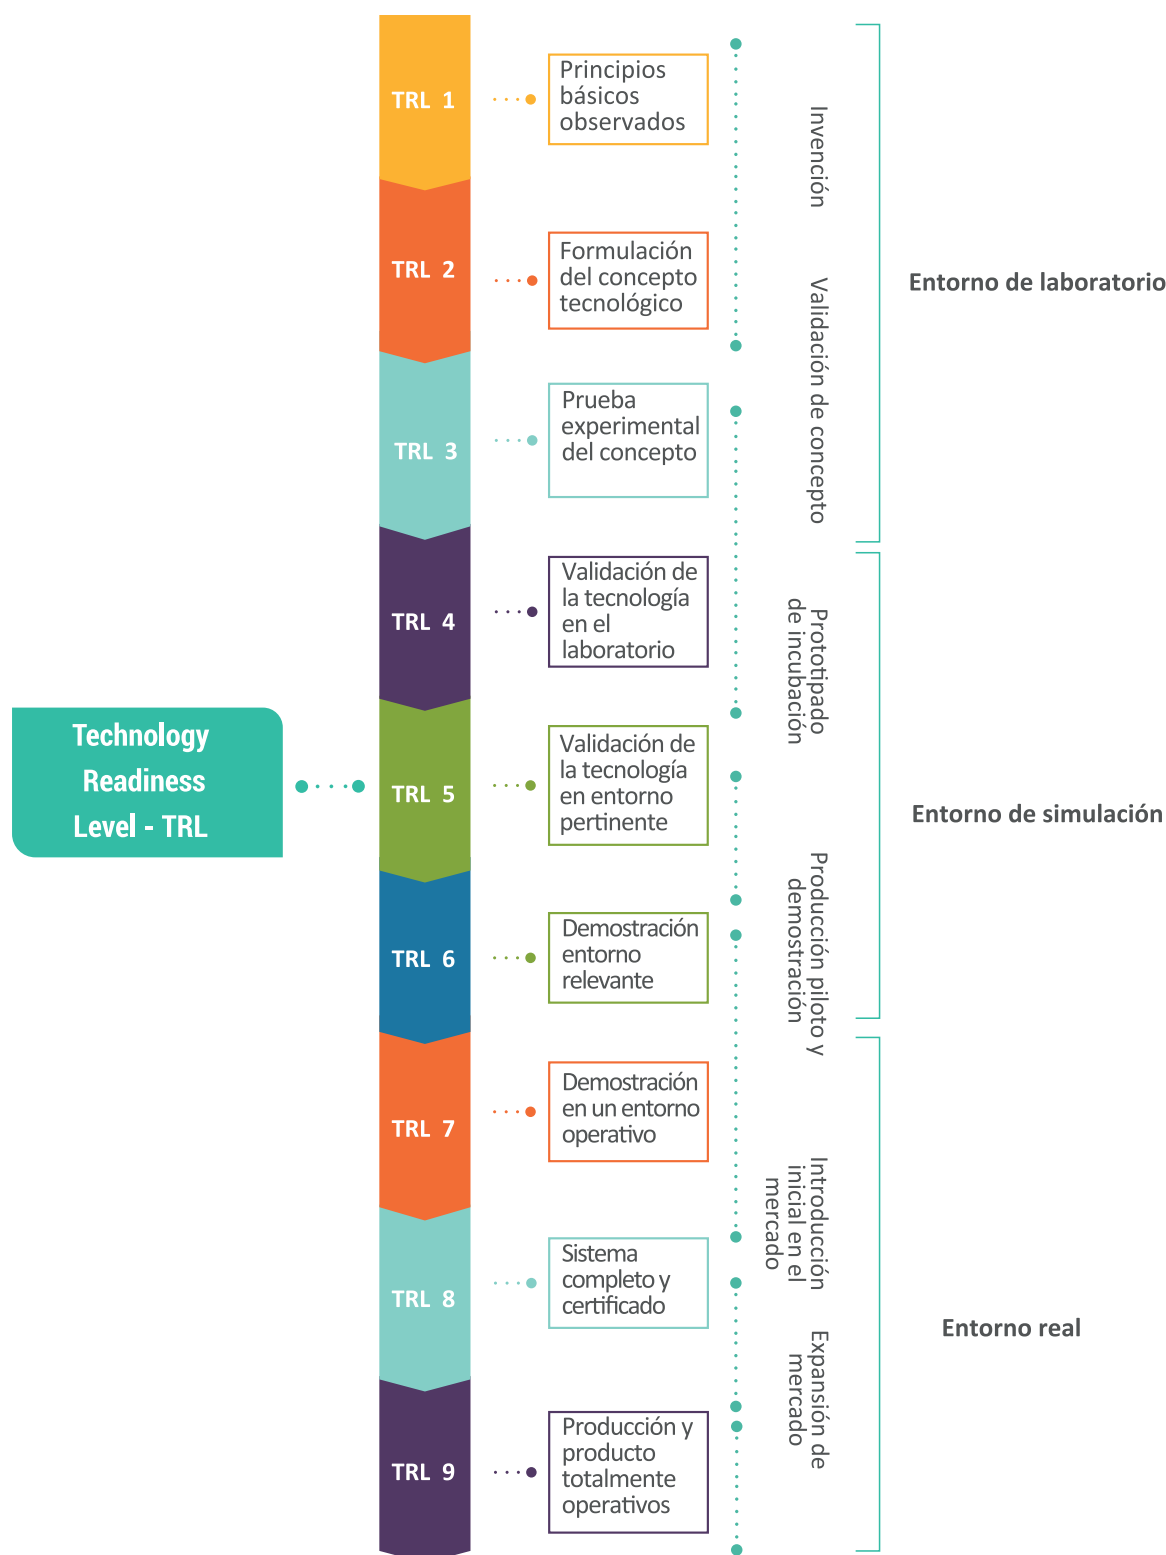 Technology
Readiness
Level - TRL
TRL 1
Principios
básicos
observados
TRL 2
Formulación
del concepto
tecnológico
TRL 3
Prueba
experimental
del concepto
TRL 4
Validación de
la tecnología
en el
laboratorio
TRL 5
Validación de
la tecnología
en entorno
pertinente
TRL 6
Demostración
entorno
relevante
TRL 7
Demostración
en un entorno
operativo
TRL 8
Sistema
completo y
certificado
TRL 9
Producción y
producto
totalmente
operativos
Invención
Validación de concepto
Prototipado
de incubación
Producción piloto y
demostración
Introducción
inicial en el
mercado
Expansión de
mercado
Entorno de laboratorio
Entorno de simulación
Entorno real